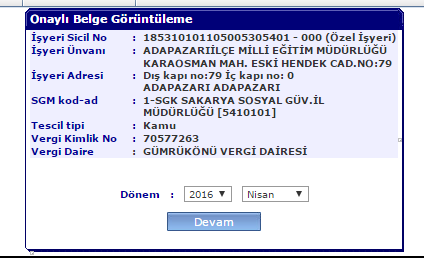 Onaylı Belge Görüntüleme
İşyeri Sicil No : 185310101105005305401 - 000 (Özel İşyeri)
İşyeri Ünvanı : ADAPAZARIİLÇE MİLLİ EĞİTİM MÜDÜRLÜĞÜ
KARAOSMAN MAH. ESKİ HENDEK CAD.NO:79
İşyeri Adresi : Dış kapı no:79 İç kapı no: 0
ADAPAZARI ADAPAZARI
SGM kod-ad : 1-SGK SAKARYA SOSYAL GÜV.İL
MÜDÜRLÜĞÜ [5410101]
Tescil tipi : Kamu
Vergi Kimlik No : 70577263
Vergi Daire : GÜMRÜKÖNÜ VERGİ DAİRESİ
Dönem : 2016 Nisan
Devam